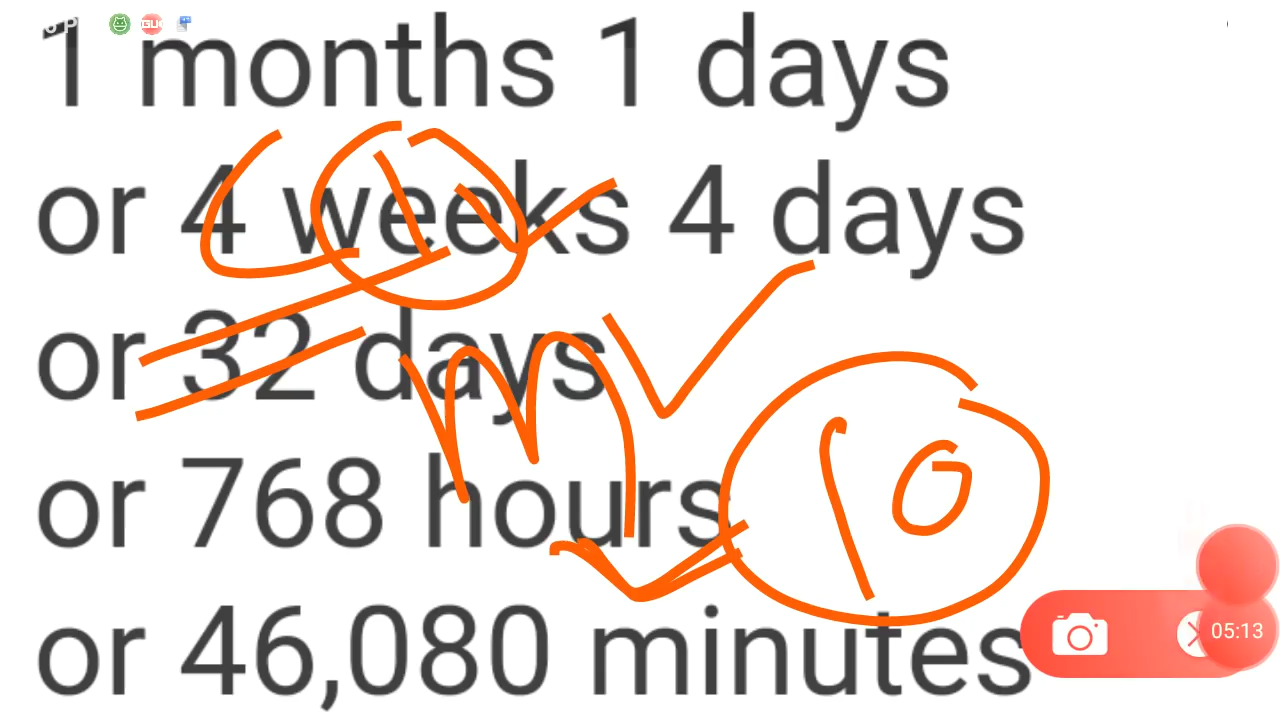 1 months 1 days
or 4 weeks 4 days
or 32 days
or 768 hours
or 46,080 minutes
05:13
10